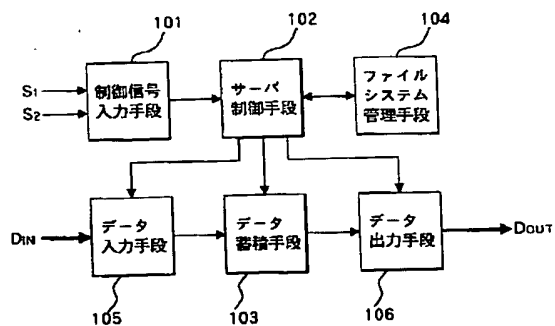 101
102
104
S1
S2
制御信号
入力手段
サーバ
制御手段
ファイル
システム
管理手段
DIN
データ
入力手段
データ
蓄積手段
データ
出力手段
DOUT
105
103
106